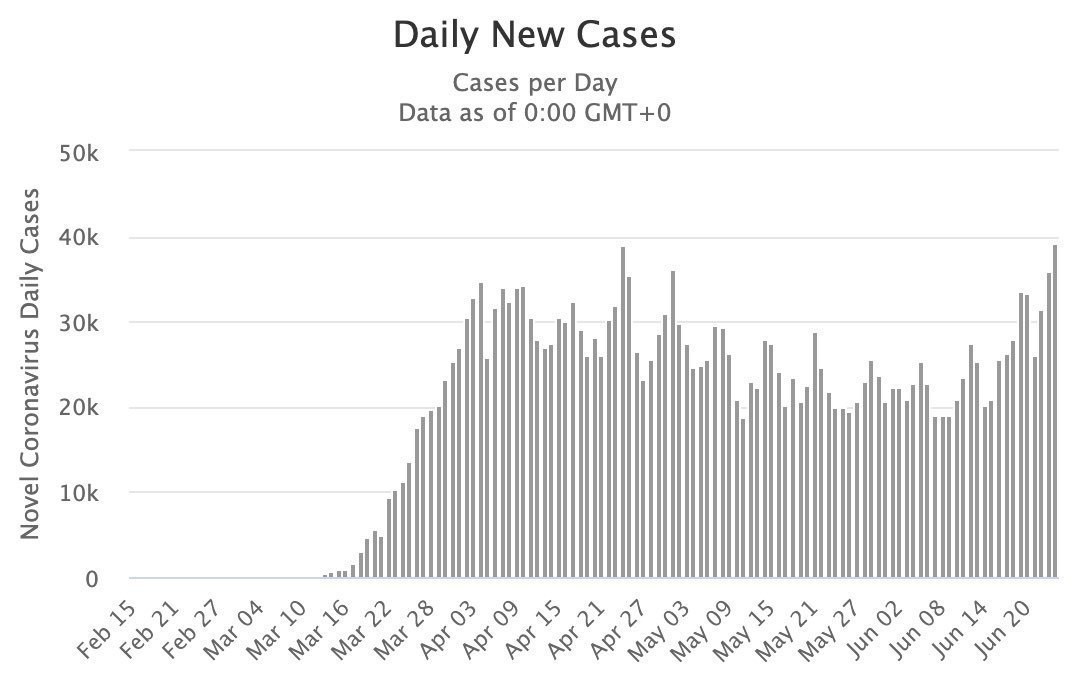 Daily New Cases
Cases per Day
Data as of 0:00 GMT+0
Novel Coronavirus Daily Cases
50k
40k
30k
20k
10k
0
Feb 15
Feb 21
Feb 27
Mar 04
Mar 10
Mar 16
Mar 22
Mar 28
Apr 03
Apr 09
Apr 15
Apr 21
Apr 27
May 03
May 09
May 15
May 21
May 27
Jun 02
Jun 08
Jun 14
Jun 20